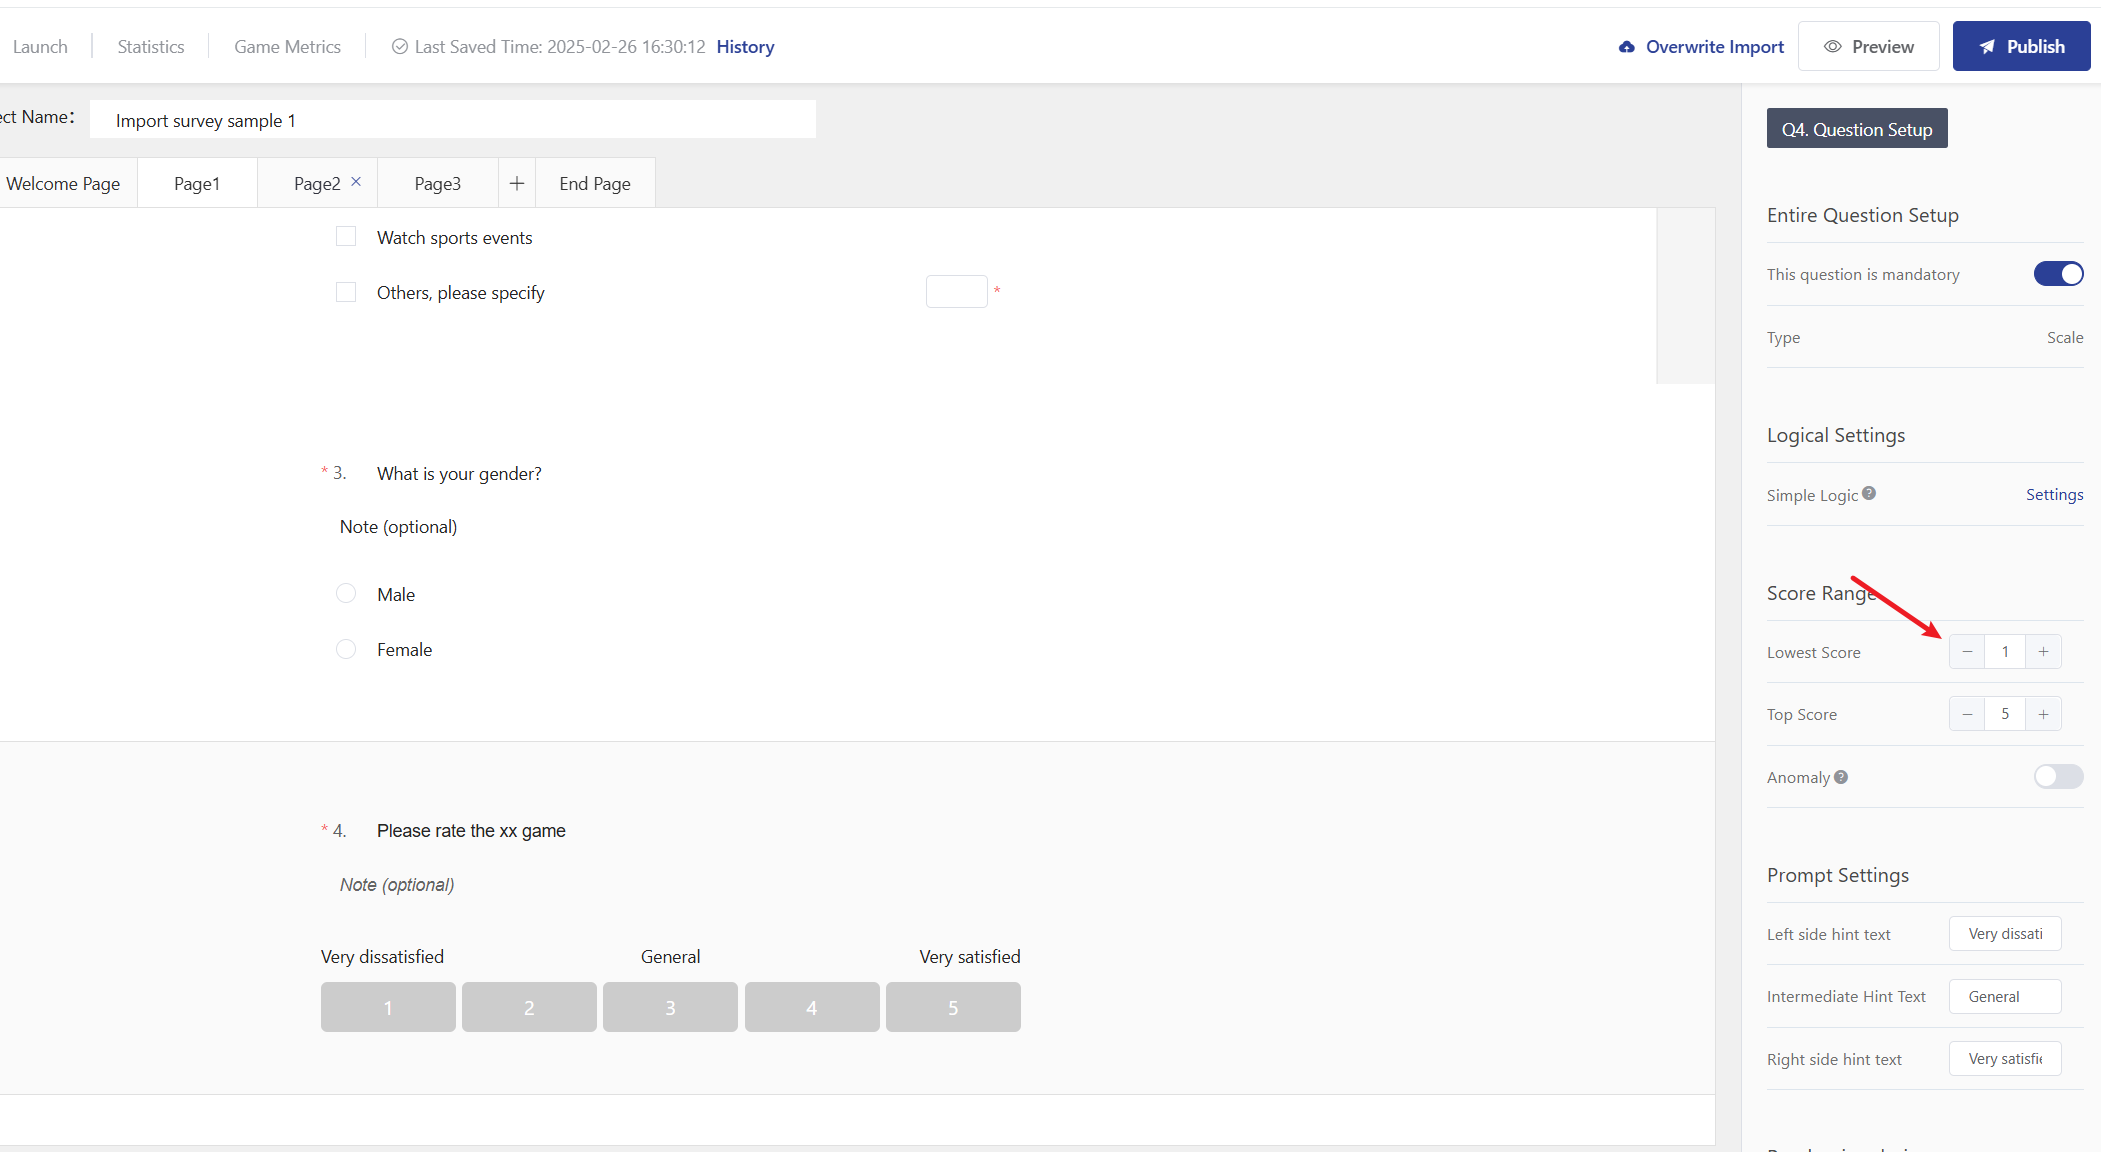 Launch
Statistics
Game Metrics
Last Saved Time: 2025-02-26 16:30:12 History
Overwrite Import
Preview
Publish
ect Name:
Import survey sample 1
Welcome Page
Page1
Page2 ×
Page3
+
End Page
Watch sports events
Others, please specify
*
* 3. What is your gender?
Note (optional)
Male
Female
* 4. Please rate the xx game
Note (optional)
Very dissatisfied General Very satisfied
1 2 3 4 5
Q4. Question Setup
Entire Question Setup
This question is mandatory
Type Scale
Logical Settings
Simple Logic ? Settings
Score Range
Lowest Score − 1 +
Top Score − 5 +
Anomaly ?
Prompt Settings
Left side hint text Very dissati
Intermediate Hint Text General
Right side hint text Very satisfie